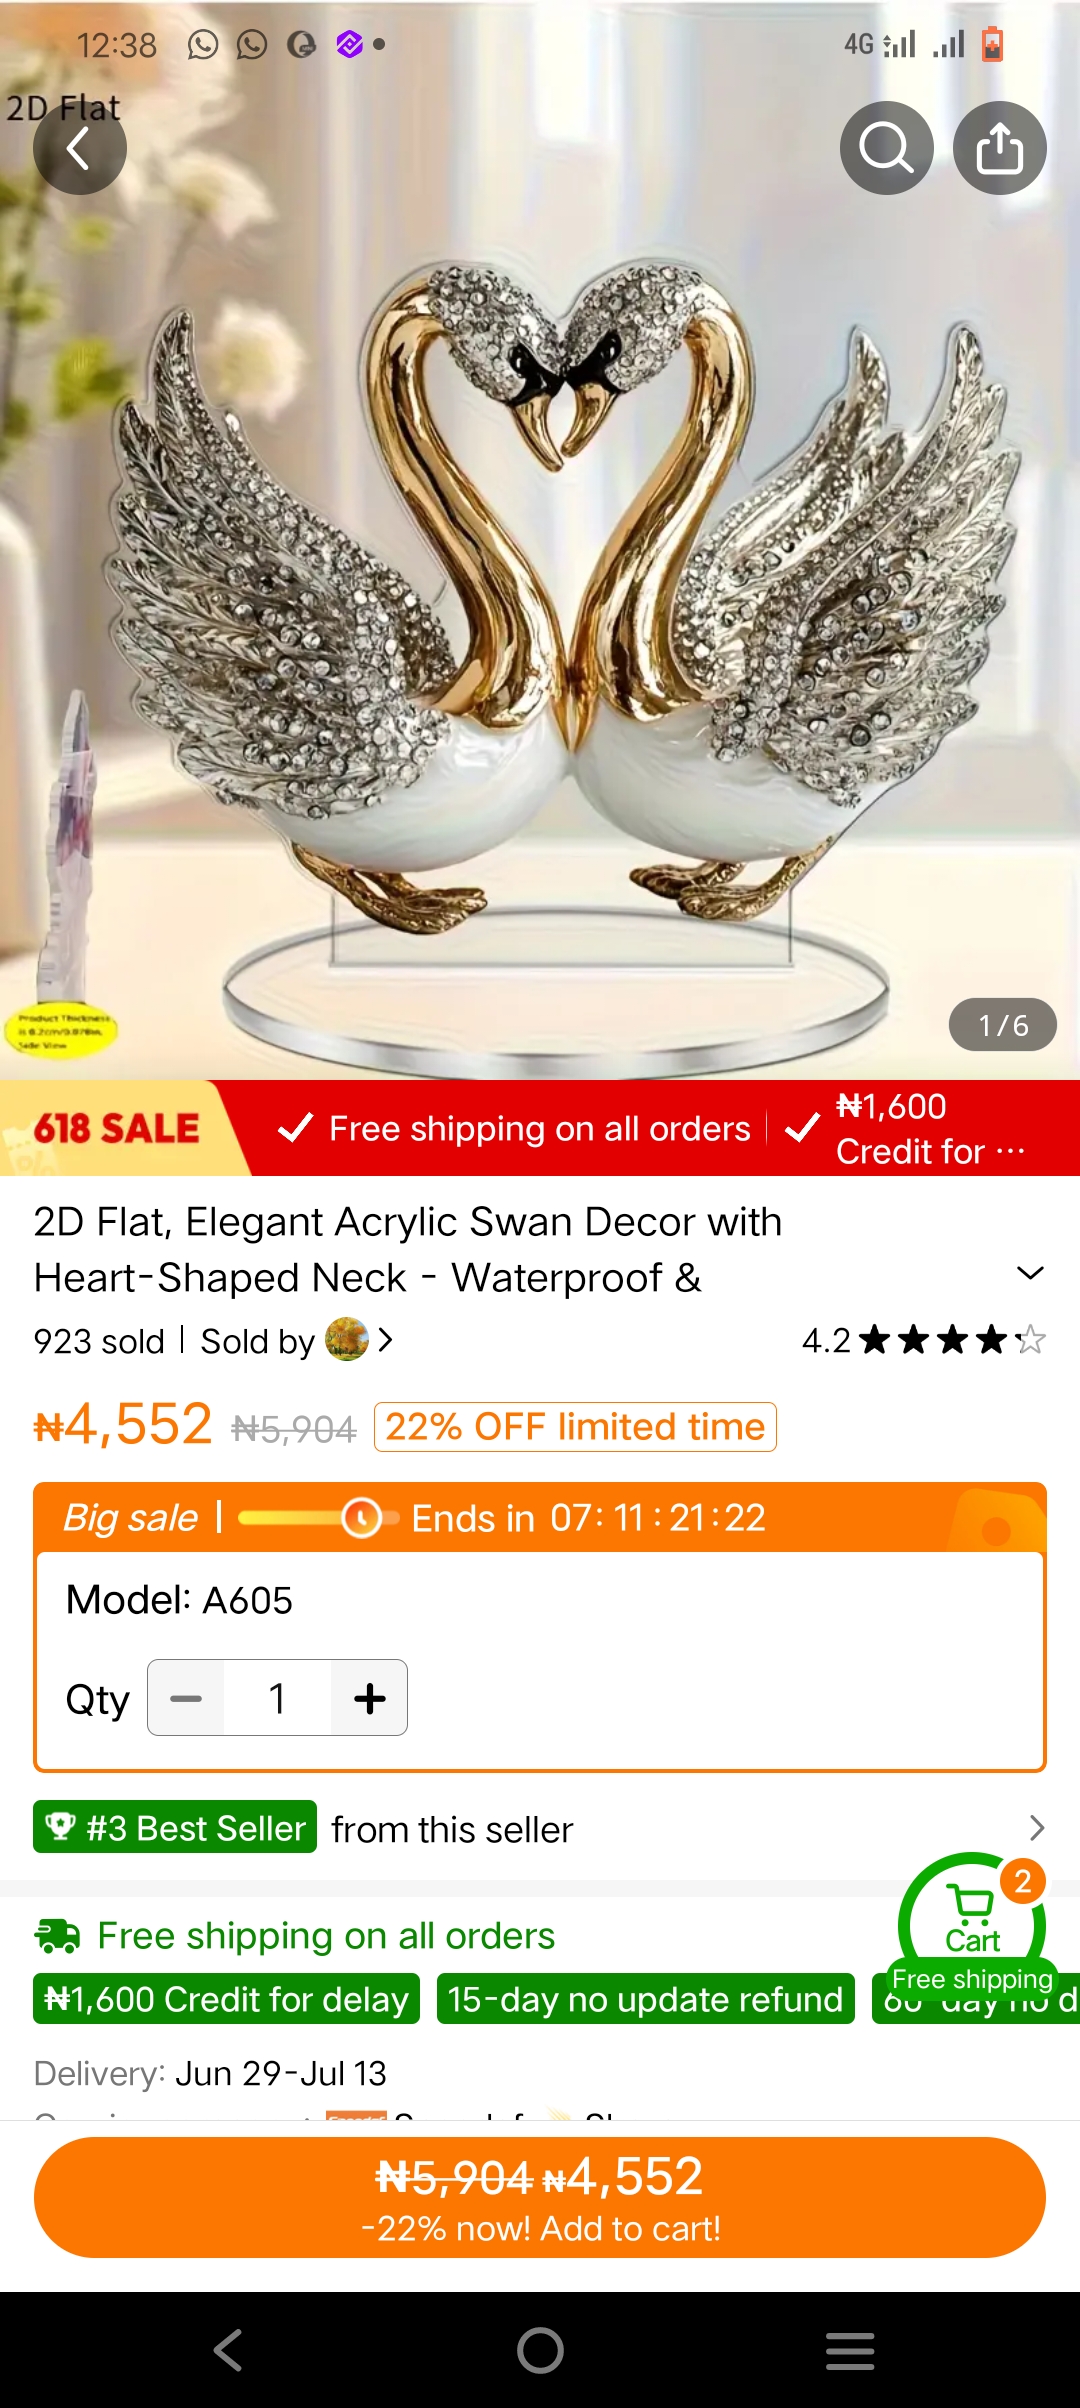 12:38
4G
2D Flat
Product Thickness
Side View
1/6
618 SALE
Free shipping on all orders
₦1,600
Credit for ···
2D Flat, Elegant Acrylic Swan Decor with
Heart-Shaped Neck - Waterproof &
923 sold | Sold by
4.2
₦4,552 ₦5,904 22% OFF limited time
Big sale | Ends in 07: 11 : 21:22
Model: A605
Qty - 1 +
#3 Best Seller from this seller
2
Cart
Free shipping
Free shipping on all orders
₦1,600 Credit for delay
15-day no update refund
Delivery: Jun 29-Jul 13
₦5,904 ₦4,552
-22% now! Add to cart!